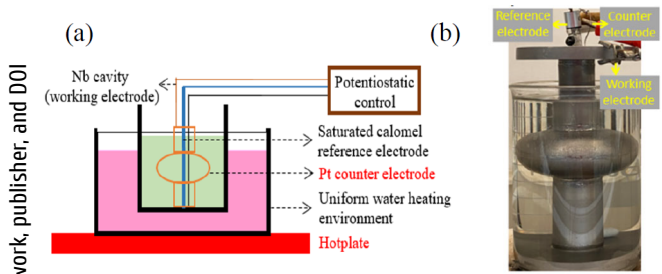 work, publisher, and DOI
(a)
Nb cavity
(working electrode)
Potentiostatic
control
Saturated calomel
reference electrode
Pt counter electrode
Uniform water heating
environment
Hotplate
(b)
Reference
electrode
Counter
electrode
Working
electrode